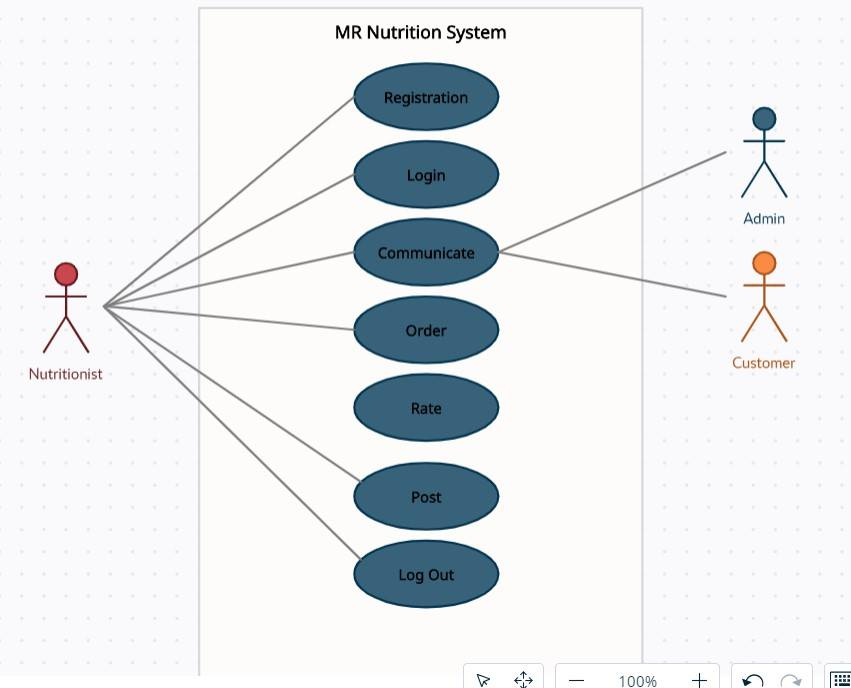 MR Nutrition System
Registration
Login
Communicate
Order
Rate
Post
Log Out
Nutritionist
Admin
Customer
100%